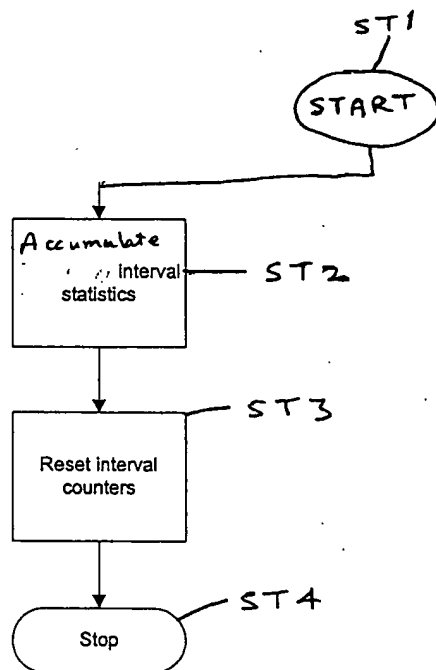 ST1
START
Accumulate
interval
statistics
ST2
ST3
Reset interval
counters
ST4
Stop